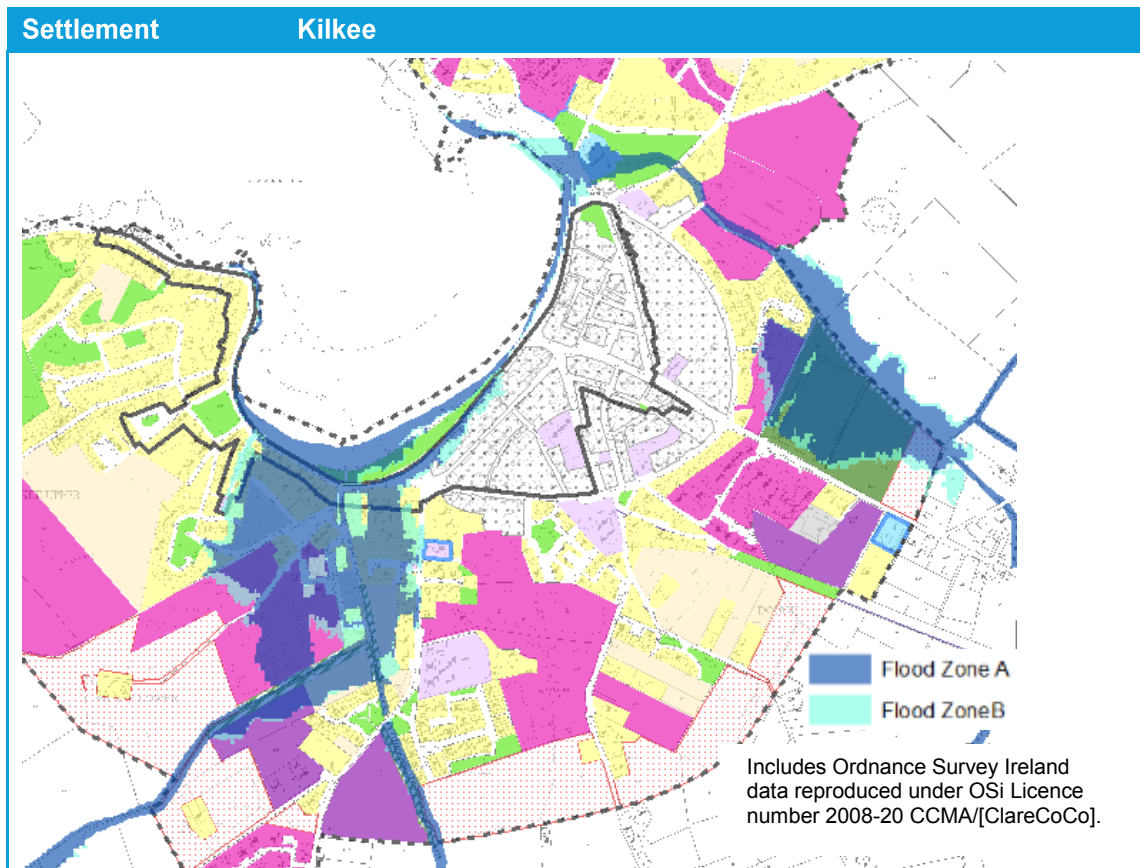 Settlement Kilkee
Flood Zone A
Flood ZoneB
Includes Ordnance Survey Ireland
data reproduced under OSi Licence
number 2008-20 CCMA/[ClareCoCo].